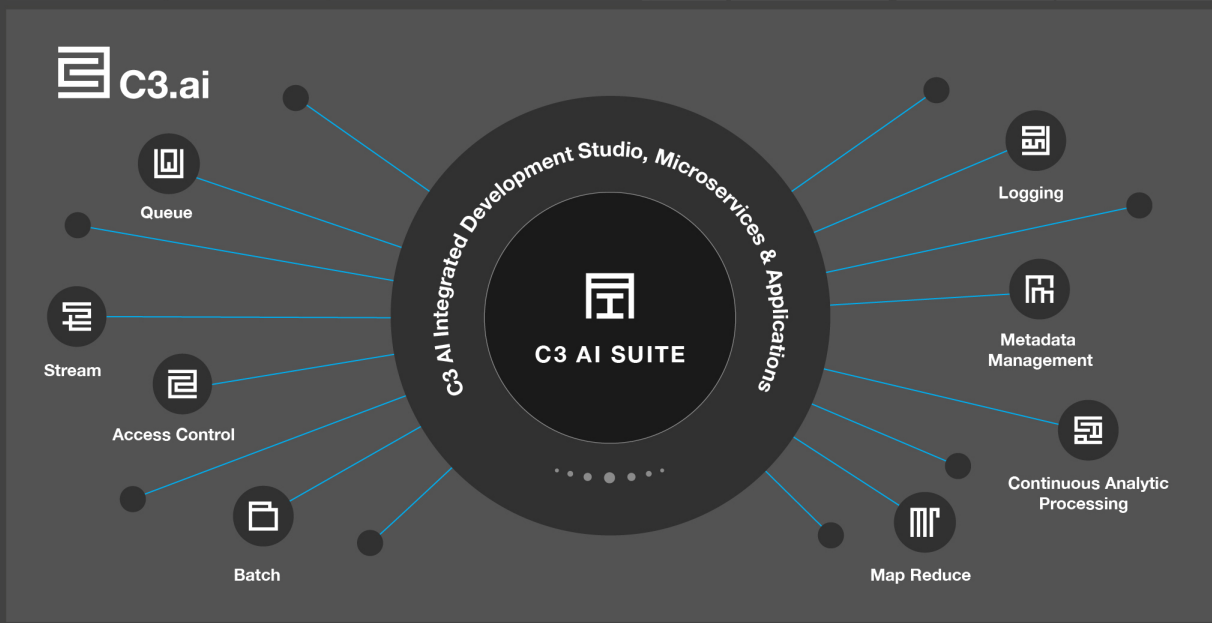 C3.ai
Queue
Stream
Access Control
Batch
C3 AI Integrated Development Studio, Microservices & Applications
C3 AI SUITE
Logging
Metadata
Management
Continuous Analytic
Processing
Map Reduce